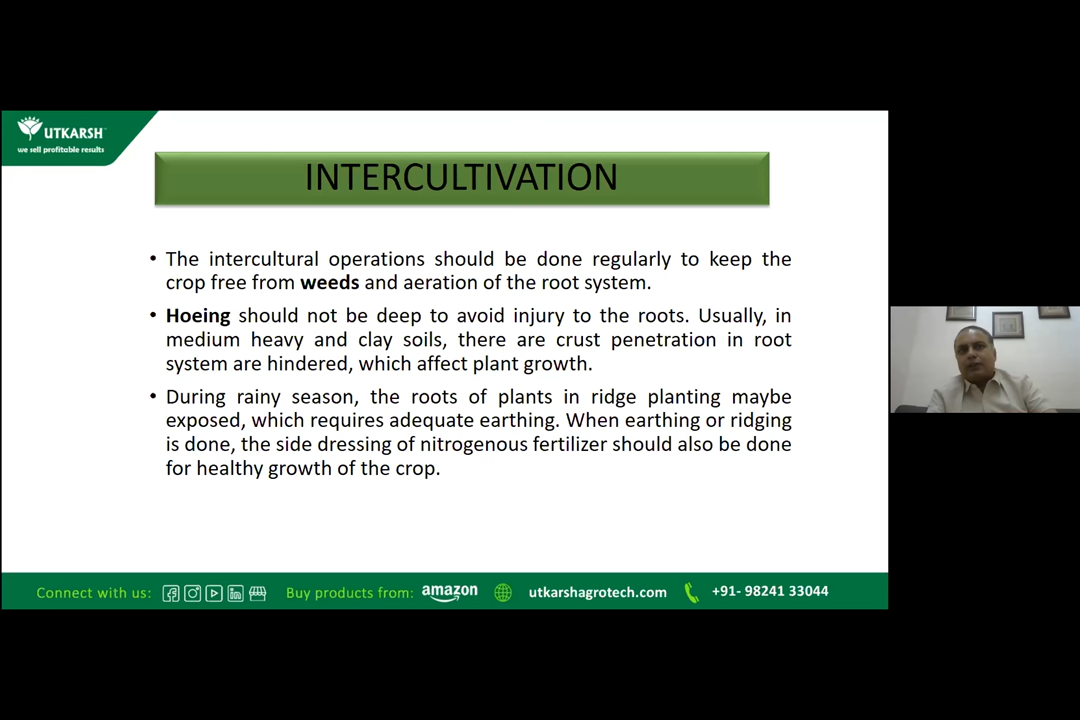 UTKARSH
we sell profitable results
INTERCULTIVATION
• The intercultural operations should be done regularly to keep the
crop free from weeds and aeration of the root system.
• Hoeing should not be deep to avoid injury to the roots. Usually, in
medium heavy and clay soils, there are crust penetration in root
system are hindered, which affect plant growth.
• During rainy season, the roots of plants in ridge planting maybe
exposed, which requires adequate earthing. When earthing or ridging
is done, the side dressing of nitrogenous fertilizer should also be done
for healthy growth of the crop.
Connect with us: Buy products from: amazon utkarshagrotech.com +91- 98241 33044